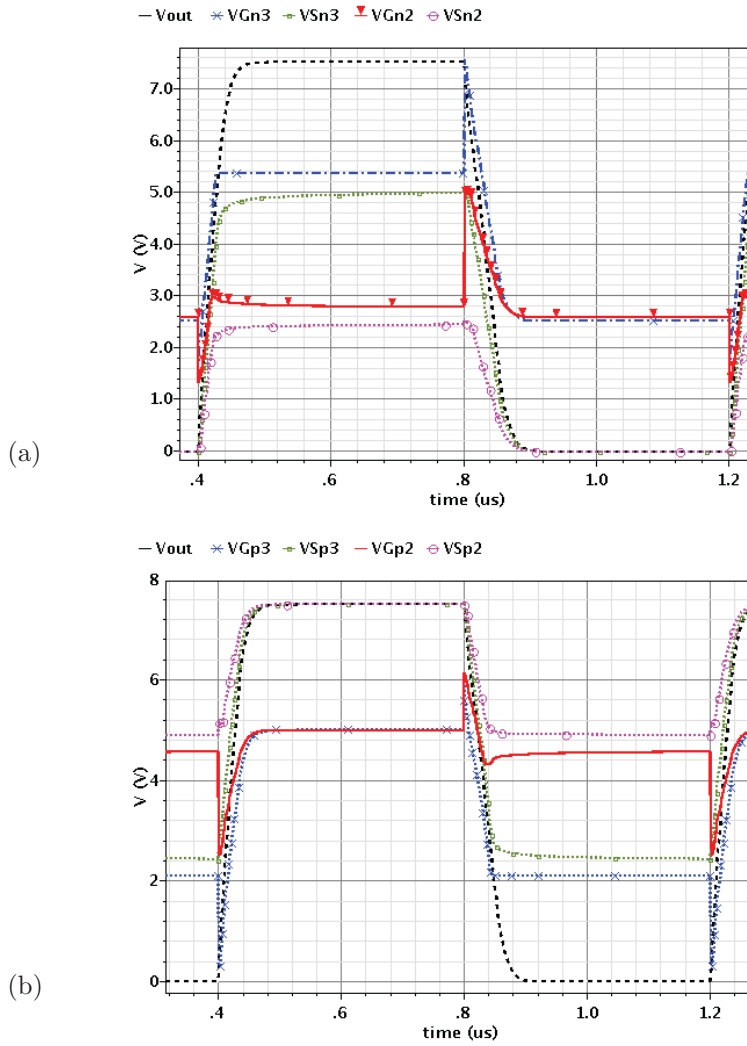 Vout VGn3 VSn3 VGn2 VSn2
7.0
6.0
5.0
4.0
3.0
2.0
1.0
0
V (V)
.4 .6 .8 1.0 1.2
time (us)
(a)
Vout VGp3 VSp3 VGp2 VSp2
8
6
4
2
0
V (V)
.4 .6 .8 1.0 1.2
time (us)
(b)